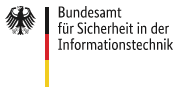 Bundesamt
für Sicherheit in der
Informationstechnik